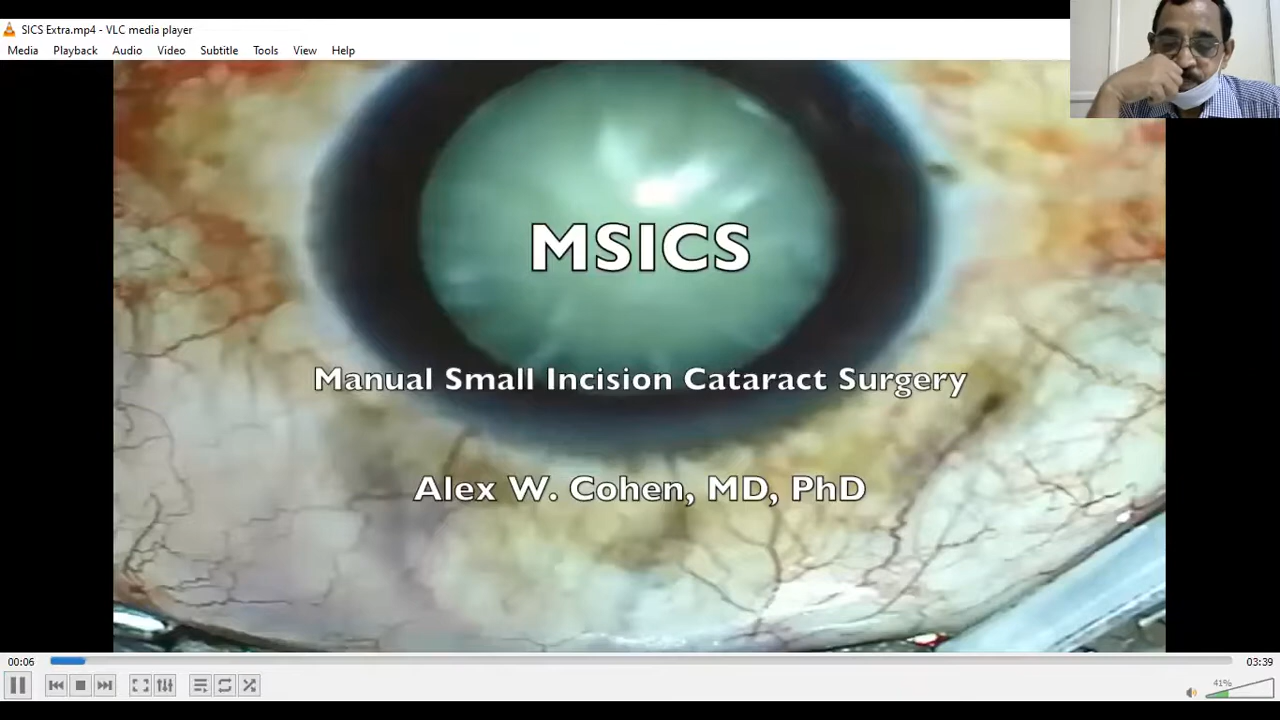 SICS Extra.mp4 - VLC media player
Media Playback Audio Video Subtitle Tools View Help
MSICS
Manual Small Incision Cataract Surgery
Alex W. Cohen, MD, PhD
00:06
03:39
41%